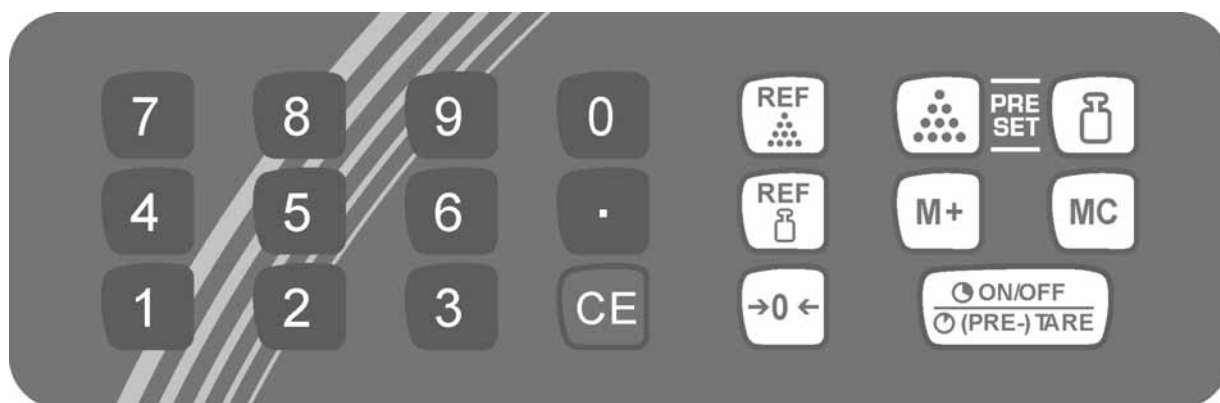 7 8 9 0 REF PRE SET
4 5 6 . REF M+ MC
1 2 3 CE →0← ON/OFF
(PRE-) TARE